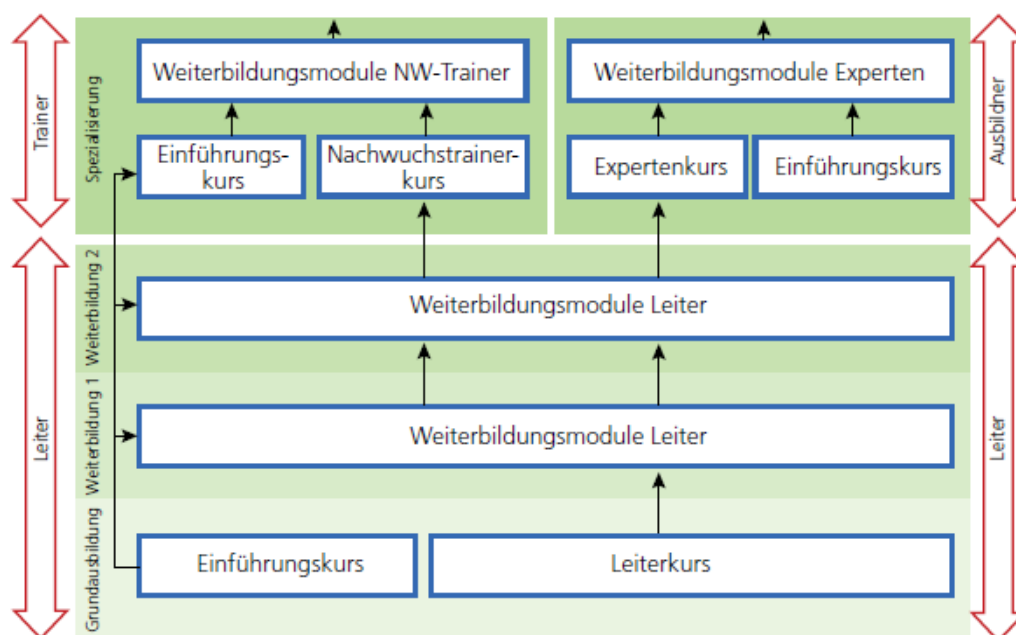 Weiterbildungsmodule NW-Trainer
Weiterbildungsmodule Experten
Trainer
Spezialisierung
Einführungs-
kurs
Nachwuchstrainer-
kurs
Expertenkurs
Einführungskurs
Ausbildner
Weiterbildung 2
Weiterbildungsmodule Leiter
Leiter
Weiterbildung 1
Weiterbildungsmodule Leiter
Leiter
Grundausbildung
Einführungskurs
Leiterkurs